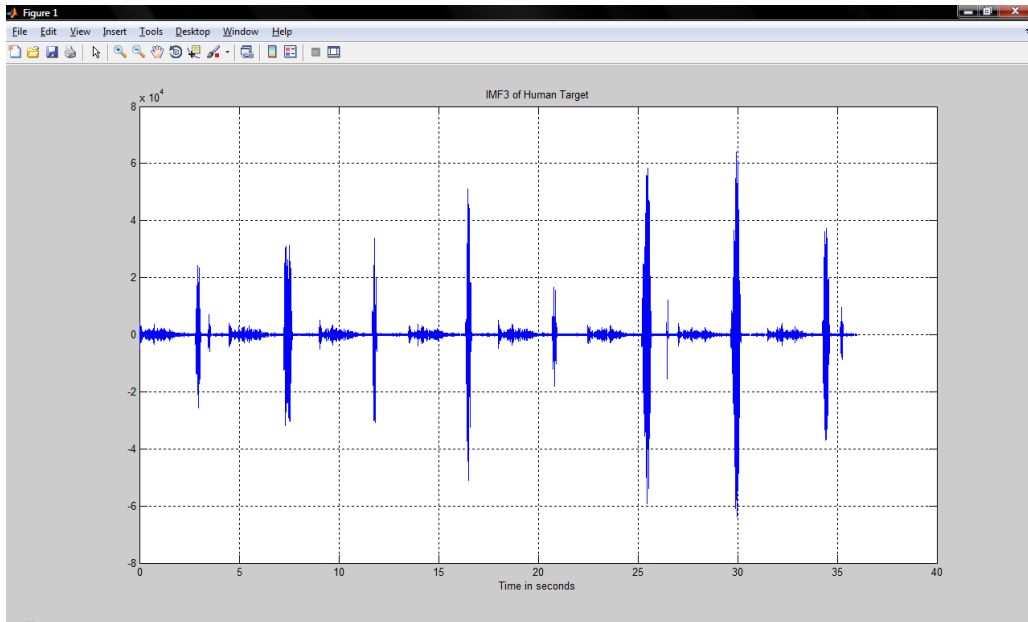 Figure 1
File Edit View Insert Tools Desktop Window Help
x 10^4
IMF3 of Human Target
8
6
4
2
0
-2
-4
-6
-8
0 5 10 15 20 25 30 35 40
Time in seconds